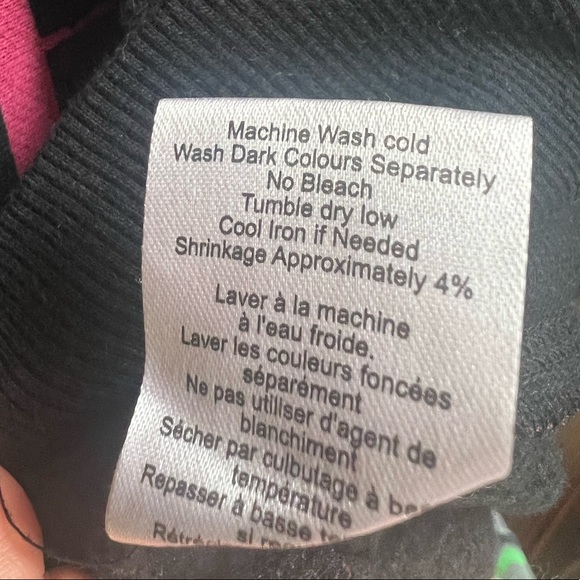 Machine Wash cold
Wash Dark Colours Separately
No Bleach
Tumble dry low
Cool Iron if Needed
Shrinkage Approximately 4%
Laver à la machine
à l'eau froide.
Laver les couleurs foncées
séparément
Ne pas utiliser d'agent de
blanchiment
Sécher par culbutage à
température
Repasser à basse
si